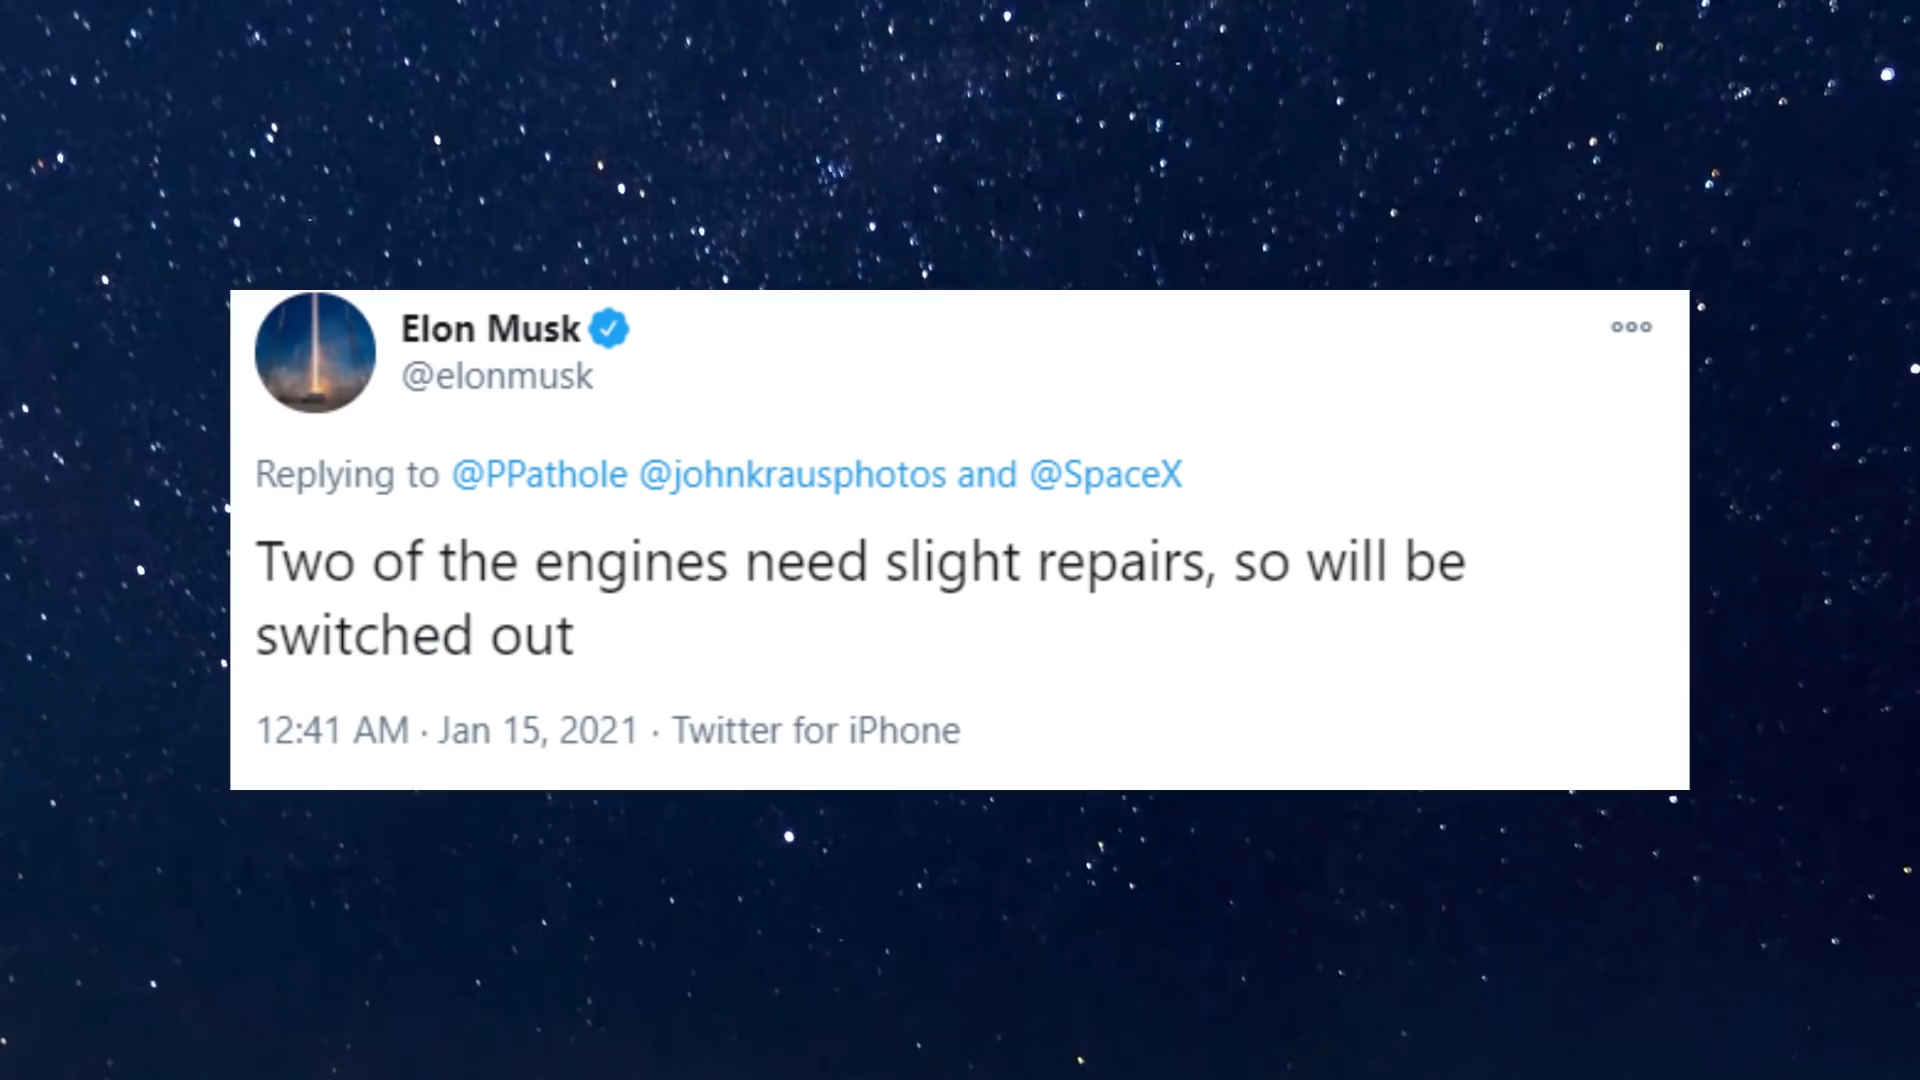 Elon Musk
@elonmusk
Replying to @PPathole @johnkrausphotos and @SpaceX
Two of the engines need slight repairs, so will be
switched out
12:41 AM · Jan 15, 2021 · Twitter for iPhone